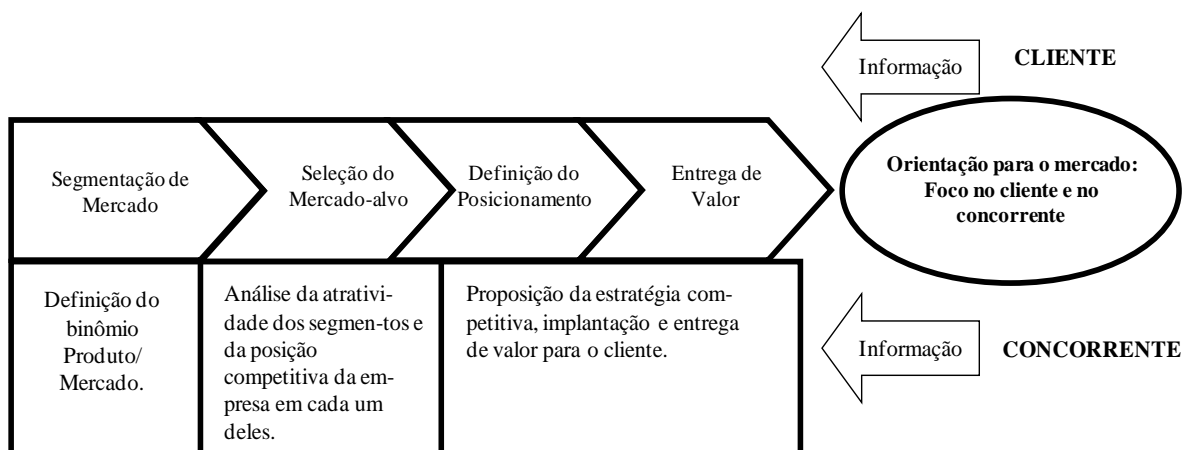 Informação
CLIENTE
Segmentação de
Mercado
Seleção do
Mercado-alvo
Definição do
Posicionamento
Entrega de
Valor
Orientação para o mercado:
Foco no cliente e no
concorrente
Definição do
binômio
Produto/
Mercado.
Análise da atrativi-
dade dos segmen-tos e
da posição
competitiva da em-
presa em cada um
deles.
Proposição da estratégia com-
petitiva, implantação e entrega
de valor para o cliente.
Informação
CONCORRENTE